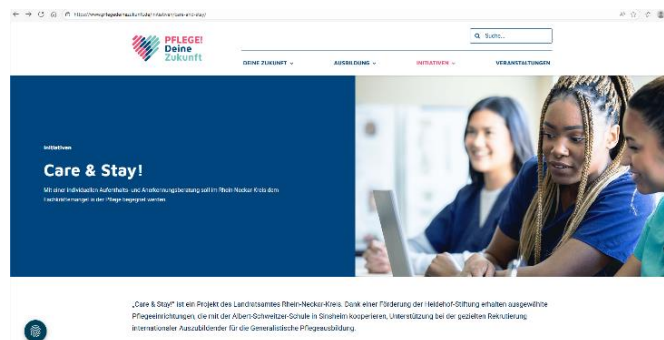 PFLEGE!
Deine
Zukunft
Suche...
DEINE ZUKUNFT
AUSBILDUNG
INITIATIVEN
VERANSTALTUNGEN
Initiativen
Care & Stay!
Mit einer individuellen Aufenthalts- und Anerkennungsberatung soll im Rhein-Neckar-Kreis dem
Fachkräftemangel in der Pflege begegnet werden.
„Care & Stay!“ ist ein Projekt des Landratsamtes Rhein-Neckar-Kreis. Dank einer Förderung der Heidehof-Stiftung erhalten ausgewählte
Pflegeeinrichtungen, die mit der Albert-Schweitzer-Schule in Sinsheim kooperieren, Unterstützung bei der gezielten Rekrutierung
internationaler Auszubildender für die Generalistische Pflegeausbildung.